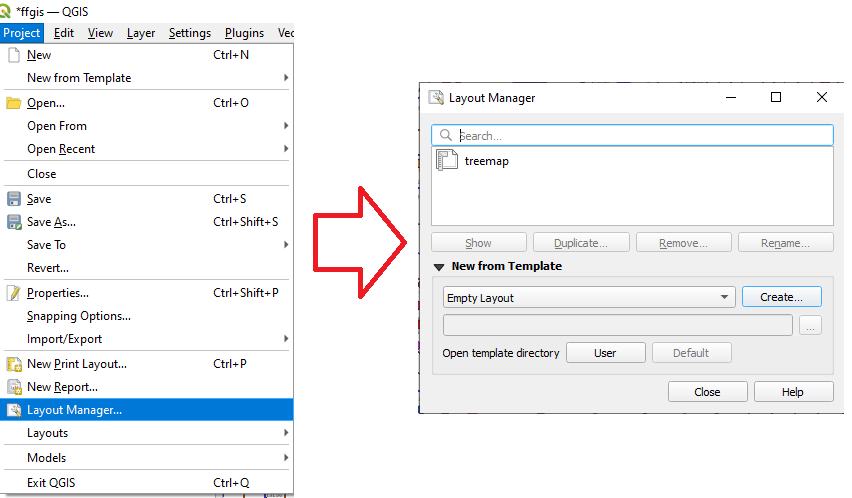 *ffgis — QGIS
Project Edit View Layer Settings Plugins Vec
New Ctrl+N
New from Template
Open... Ctrl+O
Open From
Open Recent
Close
Save Ctrl+S
Save As... Ctrl+Shift+S
Save To
Revert...
Properties... Ctrl+Shift+P
Snapping Options...
Import/Export
New Print Layout... Ctrl+P
New Report...
Layout Manager...
Layouts
Models
Exit QGIS Ctrl+Q
Layout Manager
Search...
treemap
Show Duplicate... Remove... Rename...
New from Template
Empty Layout Create...
...
Open template directory User Default
Close Help